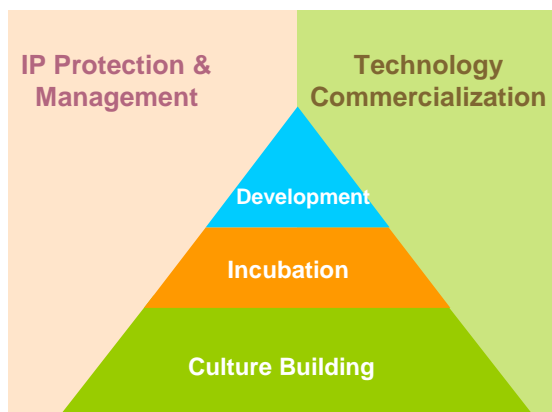 IP Protection &
Management
Technology
Commercialization
Development
Incubation
Culture Building